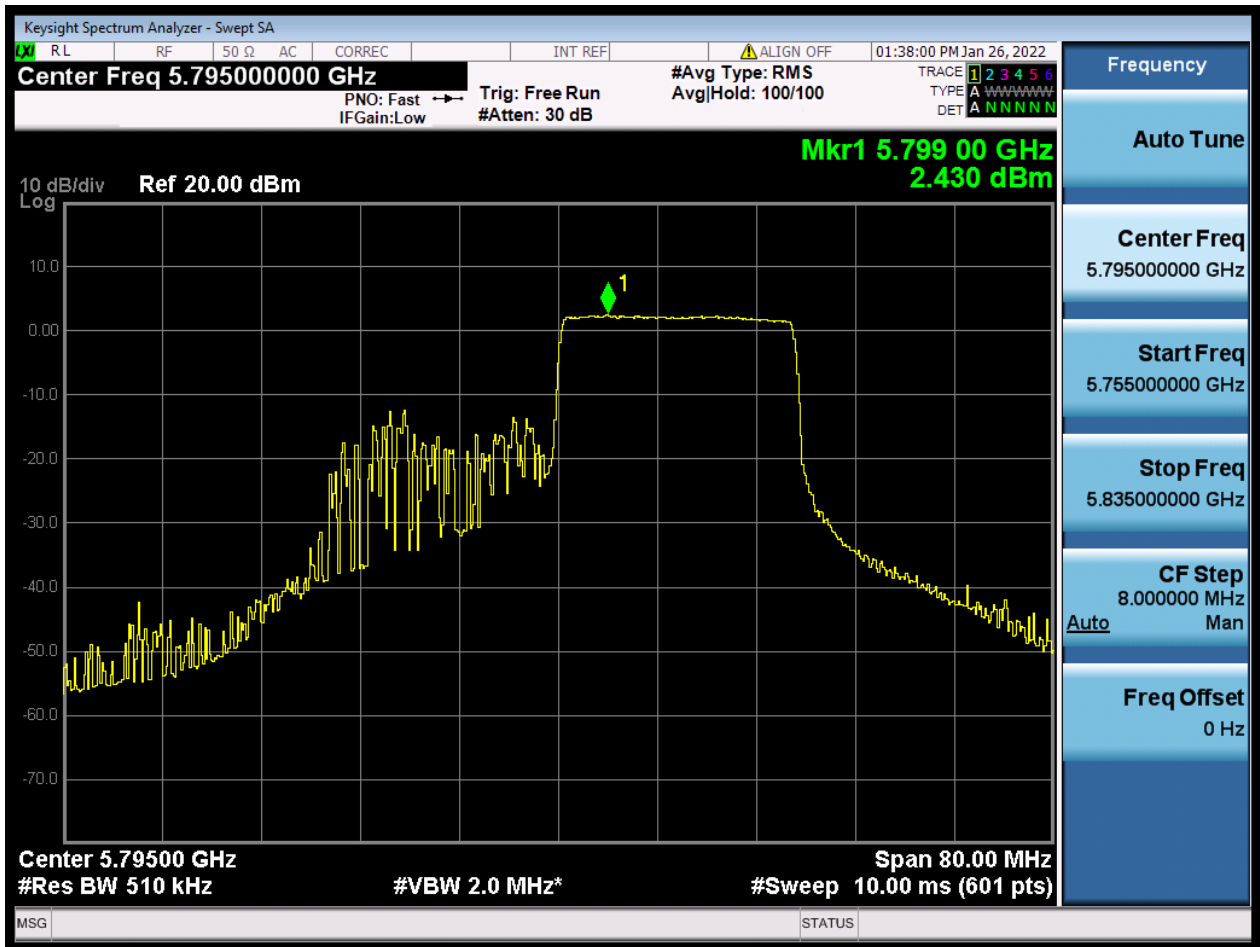 Keysight Spectrum Analyzer - Swept SA
LXI RL RF 50 Ω AC CORREC INT REF ALIGN OFF 01:38:00 PM Jan 26, 2022
Center Freq 5.795000000 GHz
PNO: Fast
IFGain:Low
Trig: Free Run
#Atten: 30 dB
#Avg Type: RMS
Avg|Hold: 100/100
TRACE 1 2 3 4 5 6
TYPE A WWWWW
DET A N N N N N
Mkr1 5.799 00 GHz
2.430 dBm
10 dB/div Ref 20.00 dBm
Log
10.0
0.00
-10.0
-20.0
-30.0
-40.0
-50.0
-60.0
-70.0
1
Center 5.79500 GHz Span 80.00 MHz
#Res BW 510 kHz #VBW 2.0 MHz* #Sweep 10.00 ms (601 pts)
MSG STATUS
Frequency
Auto Tune
Center Freq
5.795000000 GHz
Start Freq
5.755000000 GHz
Stop Freq
5.835000000 GHz
CF Step
8.000000 MHz
Auto Man
Freq Offset
0 Hz